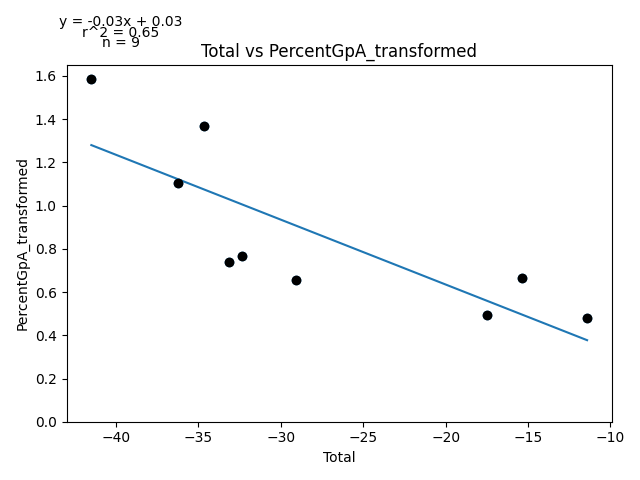 y = -0.03x + 0.03
r^2 = 0.65
n = 9
Total vs PercentGpA_transformed
PercentGpA_transformed
1.6
1.4
1.2
1.0
0.8
0.6
0.4
0.2
0.0
−40 −35 −30 −25 −20 −15 −10
Total